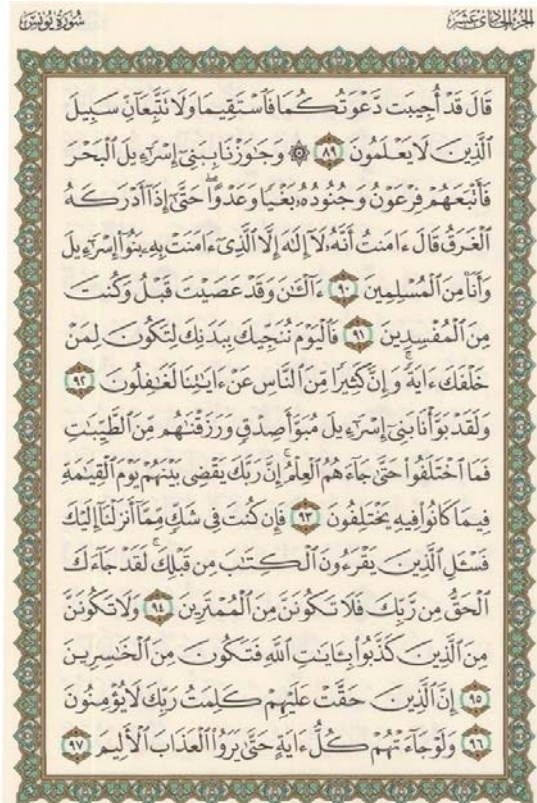 الجزء الحادي عشر
سورة يونس
قَالَ قَدۡ أُجِيبَت دَّعۡوَتُكُمَا فَٱسۡتَقِيمَا وَلَا تَتَّبِعَآنِّ سَبِيلَ
ٱلَّذِينَ لَا يَعۡلَمُونَ ٨٩ ۞ وَجَٰوَزۡنَا بِبَنِيٓ إِسۡرَٰٓءِيلَ ٱلۡبَحۡرَ
فَأَتۡبَعَهُمۡ فِرۡعَوۡنُ وَجُنُودُهُۥ بَغۡيٗا وَعَدۡوًاۖ حَتَّىٰٓ إِذَآ أَدۡرَكَهُ
ٱلۡغَرَقُ قَالَ ءَامَنتُ أَنَّهُۥ لَآ إِلَٰهَ إِلَّا ٱلَّذِيٓ ءَامَنَتۡ بِهِۦ بَنُوٓاْ إِسۡرَٰٓءِيلَ
وَأَنَا۠ مِنَ ٱلۡمُسۡلِمِينَ ٩٠ ءَآلۡـَٰٔنَ وَقَدۡ عَصَيۡتَ قَبۡلُ وَكُنتَ
مِنَ ٱلۡمُفۡسِدِينَ ٩١ فَٱلۡيَوۡمَ نُنَجِّيكَ بِبَدَنِكَ لِتَكُونَ لِمَنۡ
خَلۡفَكَ ءَايَةٗۚ وَإِنَّ كَثِيرٗا مِّنَ ٱلنَّاسِ عَنۡ ءَايَٰتِنَا لَغَٰفِلُونَ ٩٢
وَلَقَدۡ بَوَّأۡنَا بَنِيٓ إِسۡرَٰٓءِيلَ مُبَوَّأَ صِدۡقٖ وَرَزَقۡنَٰهُم مِّنَ ٱلطَّيِّبَٰتِ
فَمَا ٱخۡتَلَفُواْ حَتَّىٰ جَآءَهُمُ ٱلۡعِلۡمُۚ إِنَّ رَبَّكَ يَقۡضِي بَيۡنَهُمۡ يَوۡمَ ٱلۡقِيَٰمَةِ
فِيمَا كَانُواْ فِيهِ يَخۡتَلِفُونَ ٩٣ فَإِن كُنتَ فِي شَكّٖ مِّمَّآ أَنزَلۡنَآ إِلَيۡكَ
فَسۡـَٔلِ ٱلَّذِينَ يَقۡرَءُونَ ٱلۡكِتَٰبَ مِن قَبۡلِكَۚ لَقَدۡ جَآءَكَ
ٱلۡحَقُّ مِن رَّبِّكَ فَلَا تَكُونَنَّ مِنَ ٱلۡمُمۡتَرِينَ ٩٤ وَلَا تَكُونَنَّ
مِنَ ٱلَّذِينَ كَذَّبُواْ بِـَٔايَٰتِ ٱللَّهِ فَتَكُونَ مِنَ ٱلۡخَٰسِرِينَ
٩٥ إِنَّ ٱلَّذِينَ حَقَّتۡ عَلَيۡهِمۡ كَلِمَتُ رَبِّكَ لَا يُؤۡمِنُونَ
٩٦ وَلَوۡ جَآءَتۡهُمۡ كُلُّ ءَايَةٍ حَتَّىٰ يَرَوُاْ ٱلۡعَذَابَ ٱلۡأَلِيمَ ٩٧